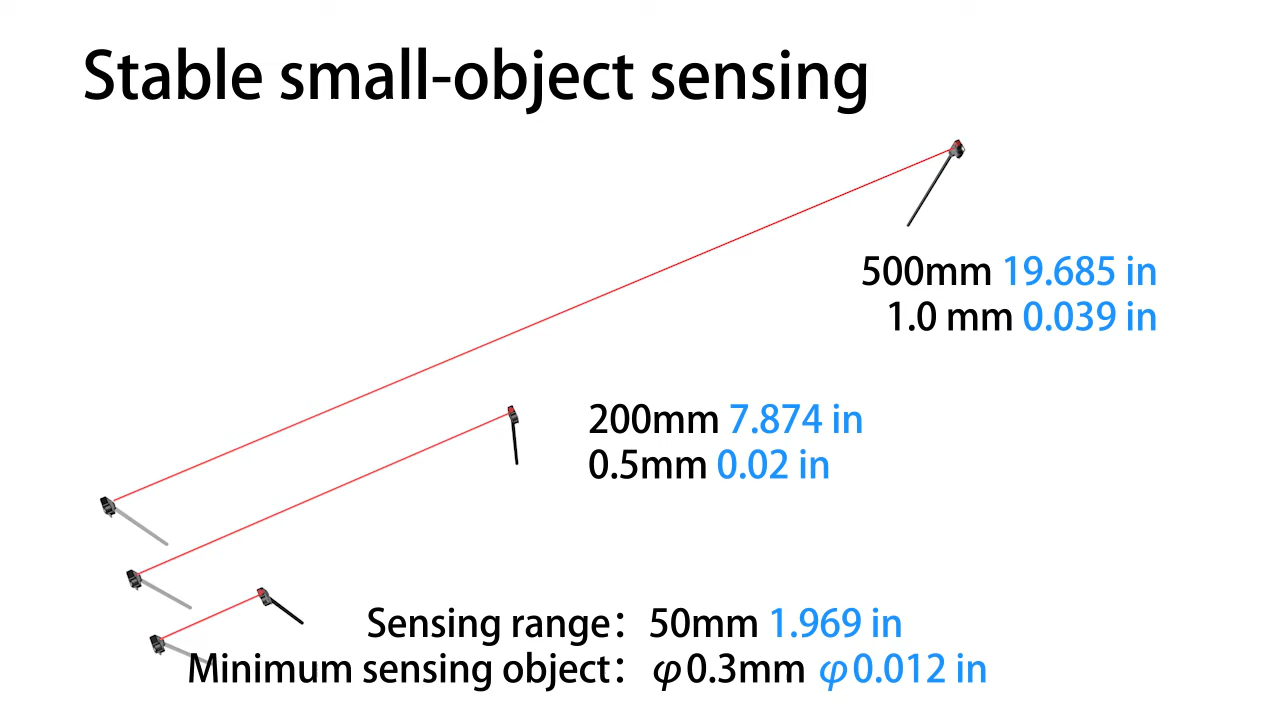 Stable small-object sensing
500mm 19.685 in
1.0 mm 0.039 in
200mm 7.874 in
0.5mm 0.02 in
Sensing range： 50mm 1.969 in
Minimum sensing object： φ0.3mm φ0.012 in